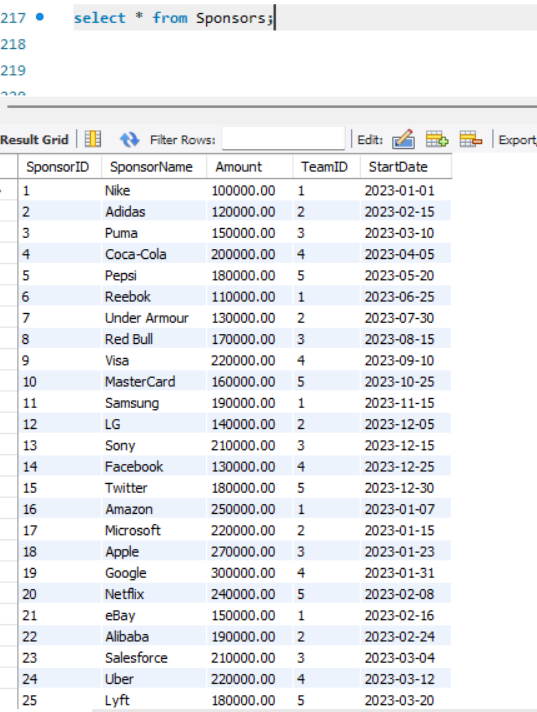 217 select * from Sponsors;
218
219
Result Grid Filter Rows: Edit: Export
SponsorID SponsorName Amount TeamID StartDate
1 Nike 100000.00 1 2023-01-01
2 Adidas 120000.00 2 2023-02-15
3 Puma 150000.00 3 2023-03-10
4 Coca-Cola 200000.00 4 2023-04-05
5 Pepsi 180000.00 5 2023-05-20
6 Reebok 110000.00 1 2023-06-25
7 Under Armour 130000.00 2 2023-07-30
8 Red Bull 170000.00 3 2023-08-15
9 Visa 220000.00 4 2023-09-10
10 MasterCard 160000.00 5 2023-10-25
11 Samsung 190000.00 1 2023-11-15
12 LG 140000.00 2 2023-12-05
13 Sony 210000.00 3 2023-12-15
14 Facebook 130000.00 4 2023-12-25
15 Twitter 180000.00 5 2023-12-30
16 Amazon 250000.00 1 2023-01-07
17 Microsoft 220000.00 2 2023-01-15
18 Apple 270000.00 3 2023-01-23
19 Google 300000.00 4 2023-01-31
20 Netflix 240000.00 5 2023-02-08
21 eBay 150000.00 1 2023-02-16
22 Alibaba 190000.00 2 2023-02-24
23 Salesforce 210000.00 3 2023-03-04
24 Uber 220000.00 4 2023-03-12
25 Lyft 180000.00 5 2023-03-20